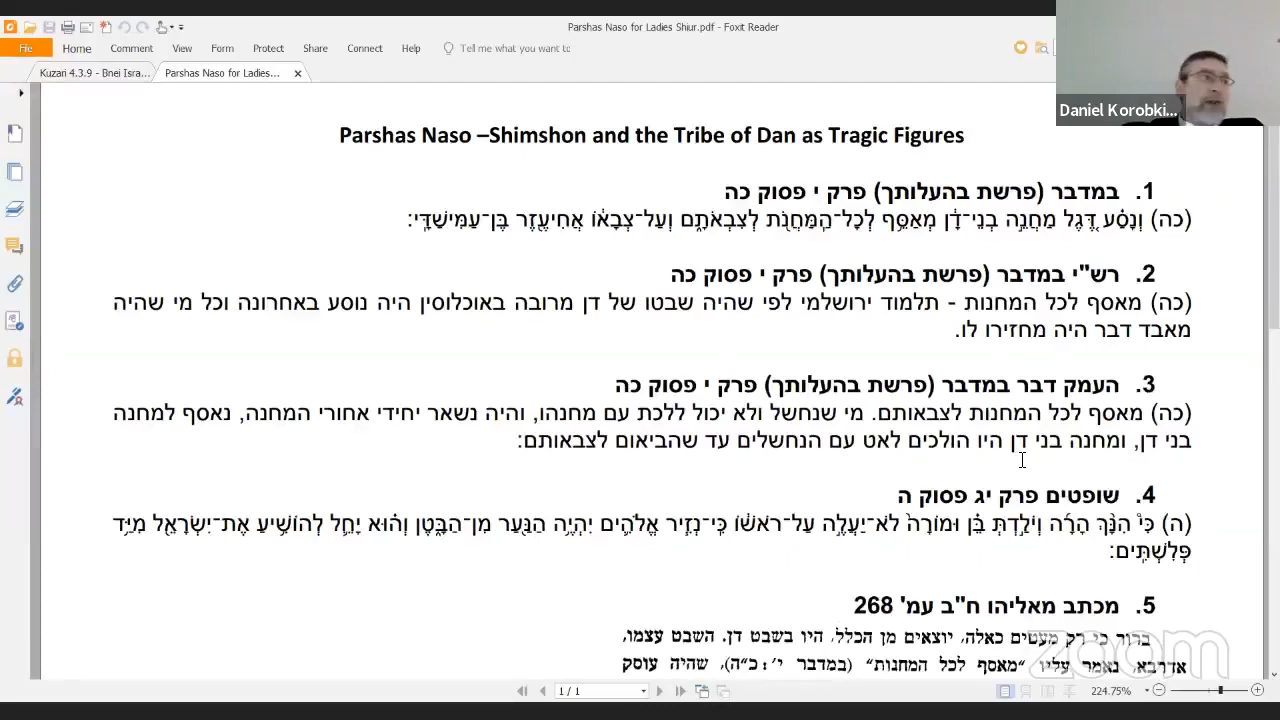 Parshas Naso for Ladies Shiur.pdf - Foxit Reader
File Home Comment View Form Protect Share Connect Help Tell me what you want to
Kuzari 4.3.9 - Bnei Isra... Parshas Naso for Ladies...
Daniel Korobki...
Parshas Naso –Shimshon and the Tribe of Dan as Tragic Figures
1. במדבר (פרשת בהעלותך) פרק י פסוק כה
(כה) וְנָסַ֗ע דֶּ֚גֶל מַחֲנֵ֣ה בְנֵי־דָ֔ן מְאַסֵּ֥ף לְכָל־הַֽמַּחֲנֹ֖ת לְצִבְאֹתָ֑ם וְעַל־צְבָא֔וֹ אֲחִיעֶ֖זֶר בֶּן־עַמִּישַׁדָּֽי׃
2. רש"י במדבר (פרשת בהעלותך) פרק י פסוק כה
(כה) מאסף לכל המחנות - תלמוד ירושלמי לפי שהיה שבטו של דן מרובה באוכלוסין היה נוסע באחרונה וכל מי שהיה
מאבד דבר היה מחזירו לו.
3. העמק דבר במדבר (פרשת בהעלותך) פרק י פסוק כה
(כה) מאסף לכל המחנות לצבאותם. מי שנחשל ולא יכול ללכת עם מחנהו, והיה נשאר יחידי אחורי המחנה, נאסף למחנה
בני דן, ומחנה בני דן היו הולכים לאט עם הנחשלים עד שהביאום לצבאותם:
4. שופטים פרק יג פסוק ה
(ה) כִּי֩ הִנָּ֨ךְ הָרָ֜ה וְיֹלַ֣דְתְּ בֵּ֗ן וּמוֹרָה֙ לֹא־יַעֲלֶ֣ה עַל־רֹאשׁ֔וֹ כִּֽי־נְזִ֧יר אֱלֹהִ֛ים יִהְיֶ֥ה הַנַּ֖עַר מִן־הַבָּ֑טֶן וְה֗וּא יָחֵ֛ל לְהוֹשִׁ֥יעַ אֶת־יִשְׂרָאֵ֖ל מִיַּ֥ד
פְּלִשְׁתִּֽים׃
5. מכתב מאליהו ח"ב עמ' 268
ברור כי רק מעטים כאלה, יוצאים מן הכלל, היו בשבט דן. השבט עצמו,
אדרבא, נאמר עליו "מאסף לכל המחנות" (במדבר י':כ"ה), שהיה עוסק
zoom
1 / 1 224.75%